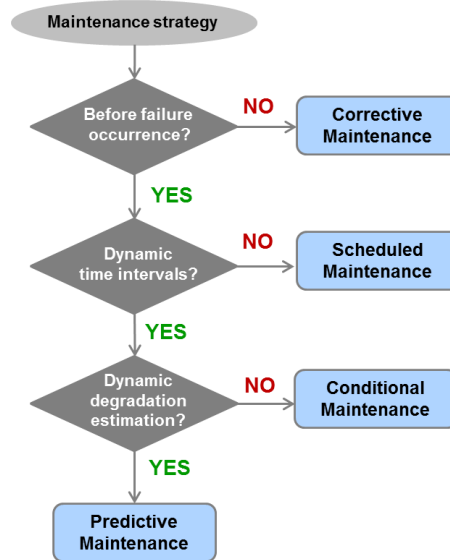 Maintenance strategy
Before failure
occurrence?
NO
Corrective
Maintenance
YES
Dynamic
time intervals?
NO
Scheduled
Maintenance
YES
Dynamic
degradation
estimation?
NO
Conditional
Maintenance
YES
Predictive
Maintenance